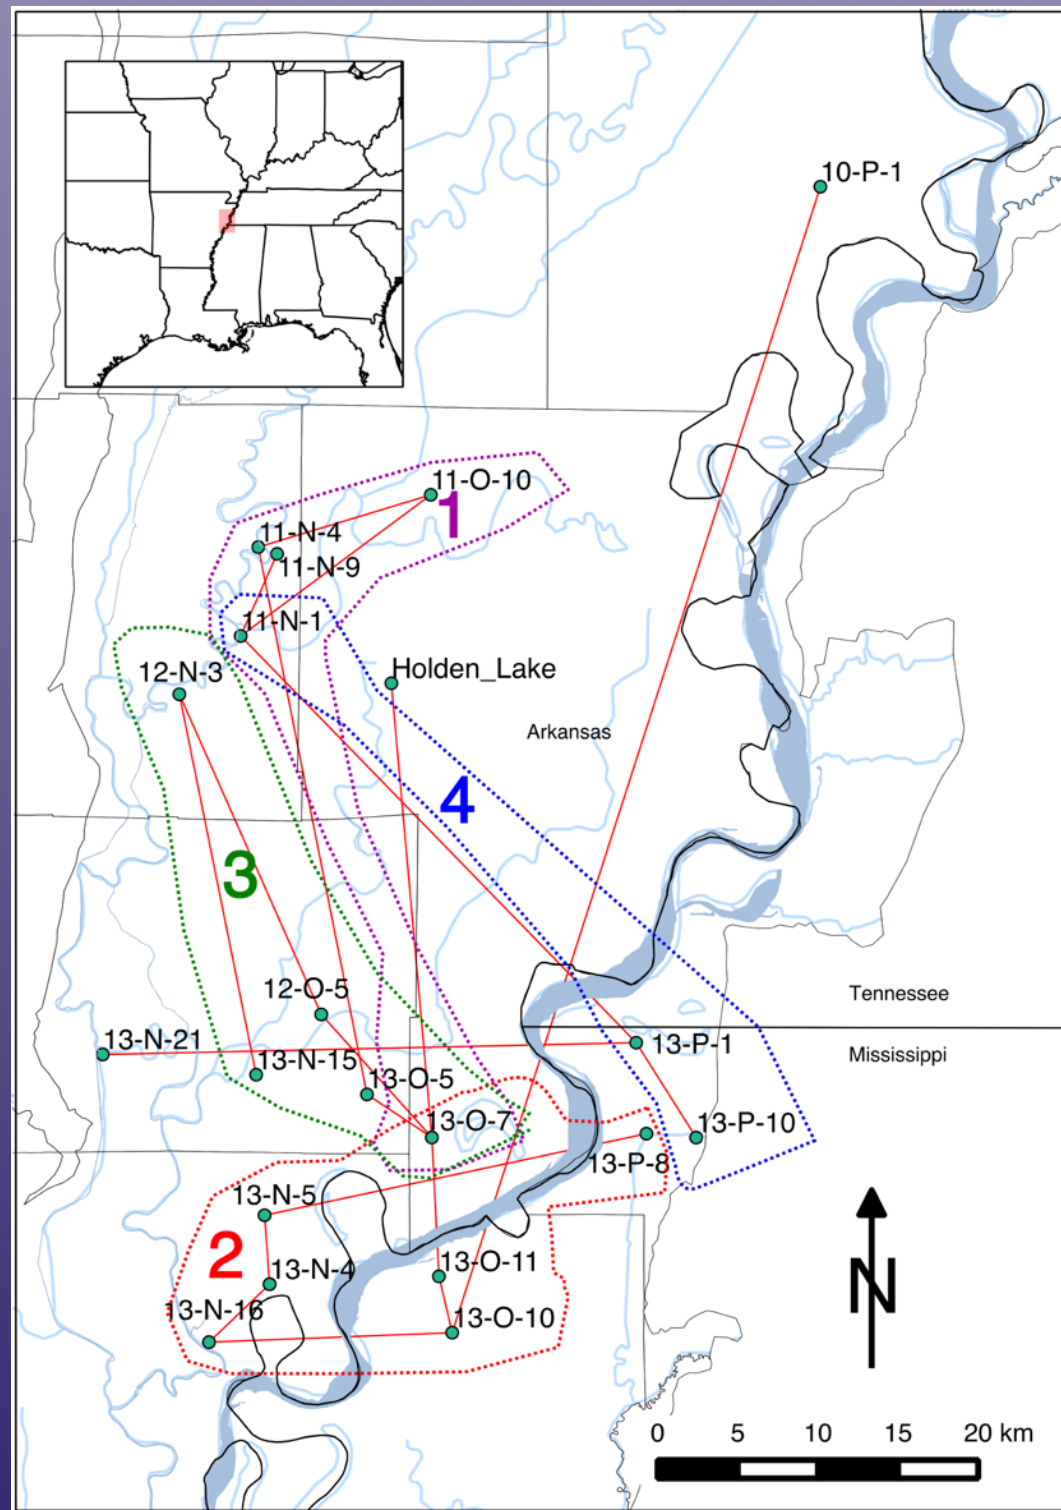 10-P-1
11-O-10
1
11-N-4
11-N-9
11-N-1
12-N-3
Holden_Lake
Arkansas
4
3
12-O-5
Tennessee
13-N-21
13-P-1
Mississippi
13-N-15
13-O-5
13-O-7
13-P-10
13-P-8
13-N-5
2
13-O-11
13-N-4
N
13-N-16
13-O-10
0 5 10 15 20 km